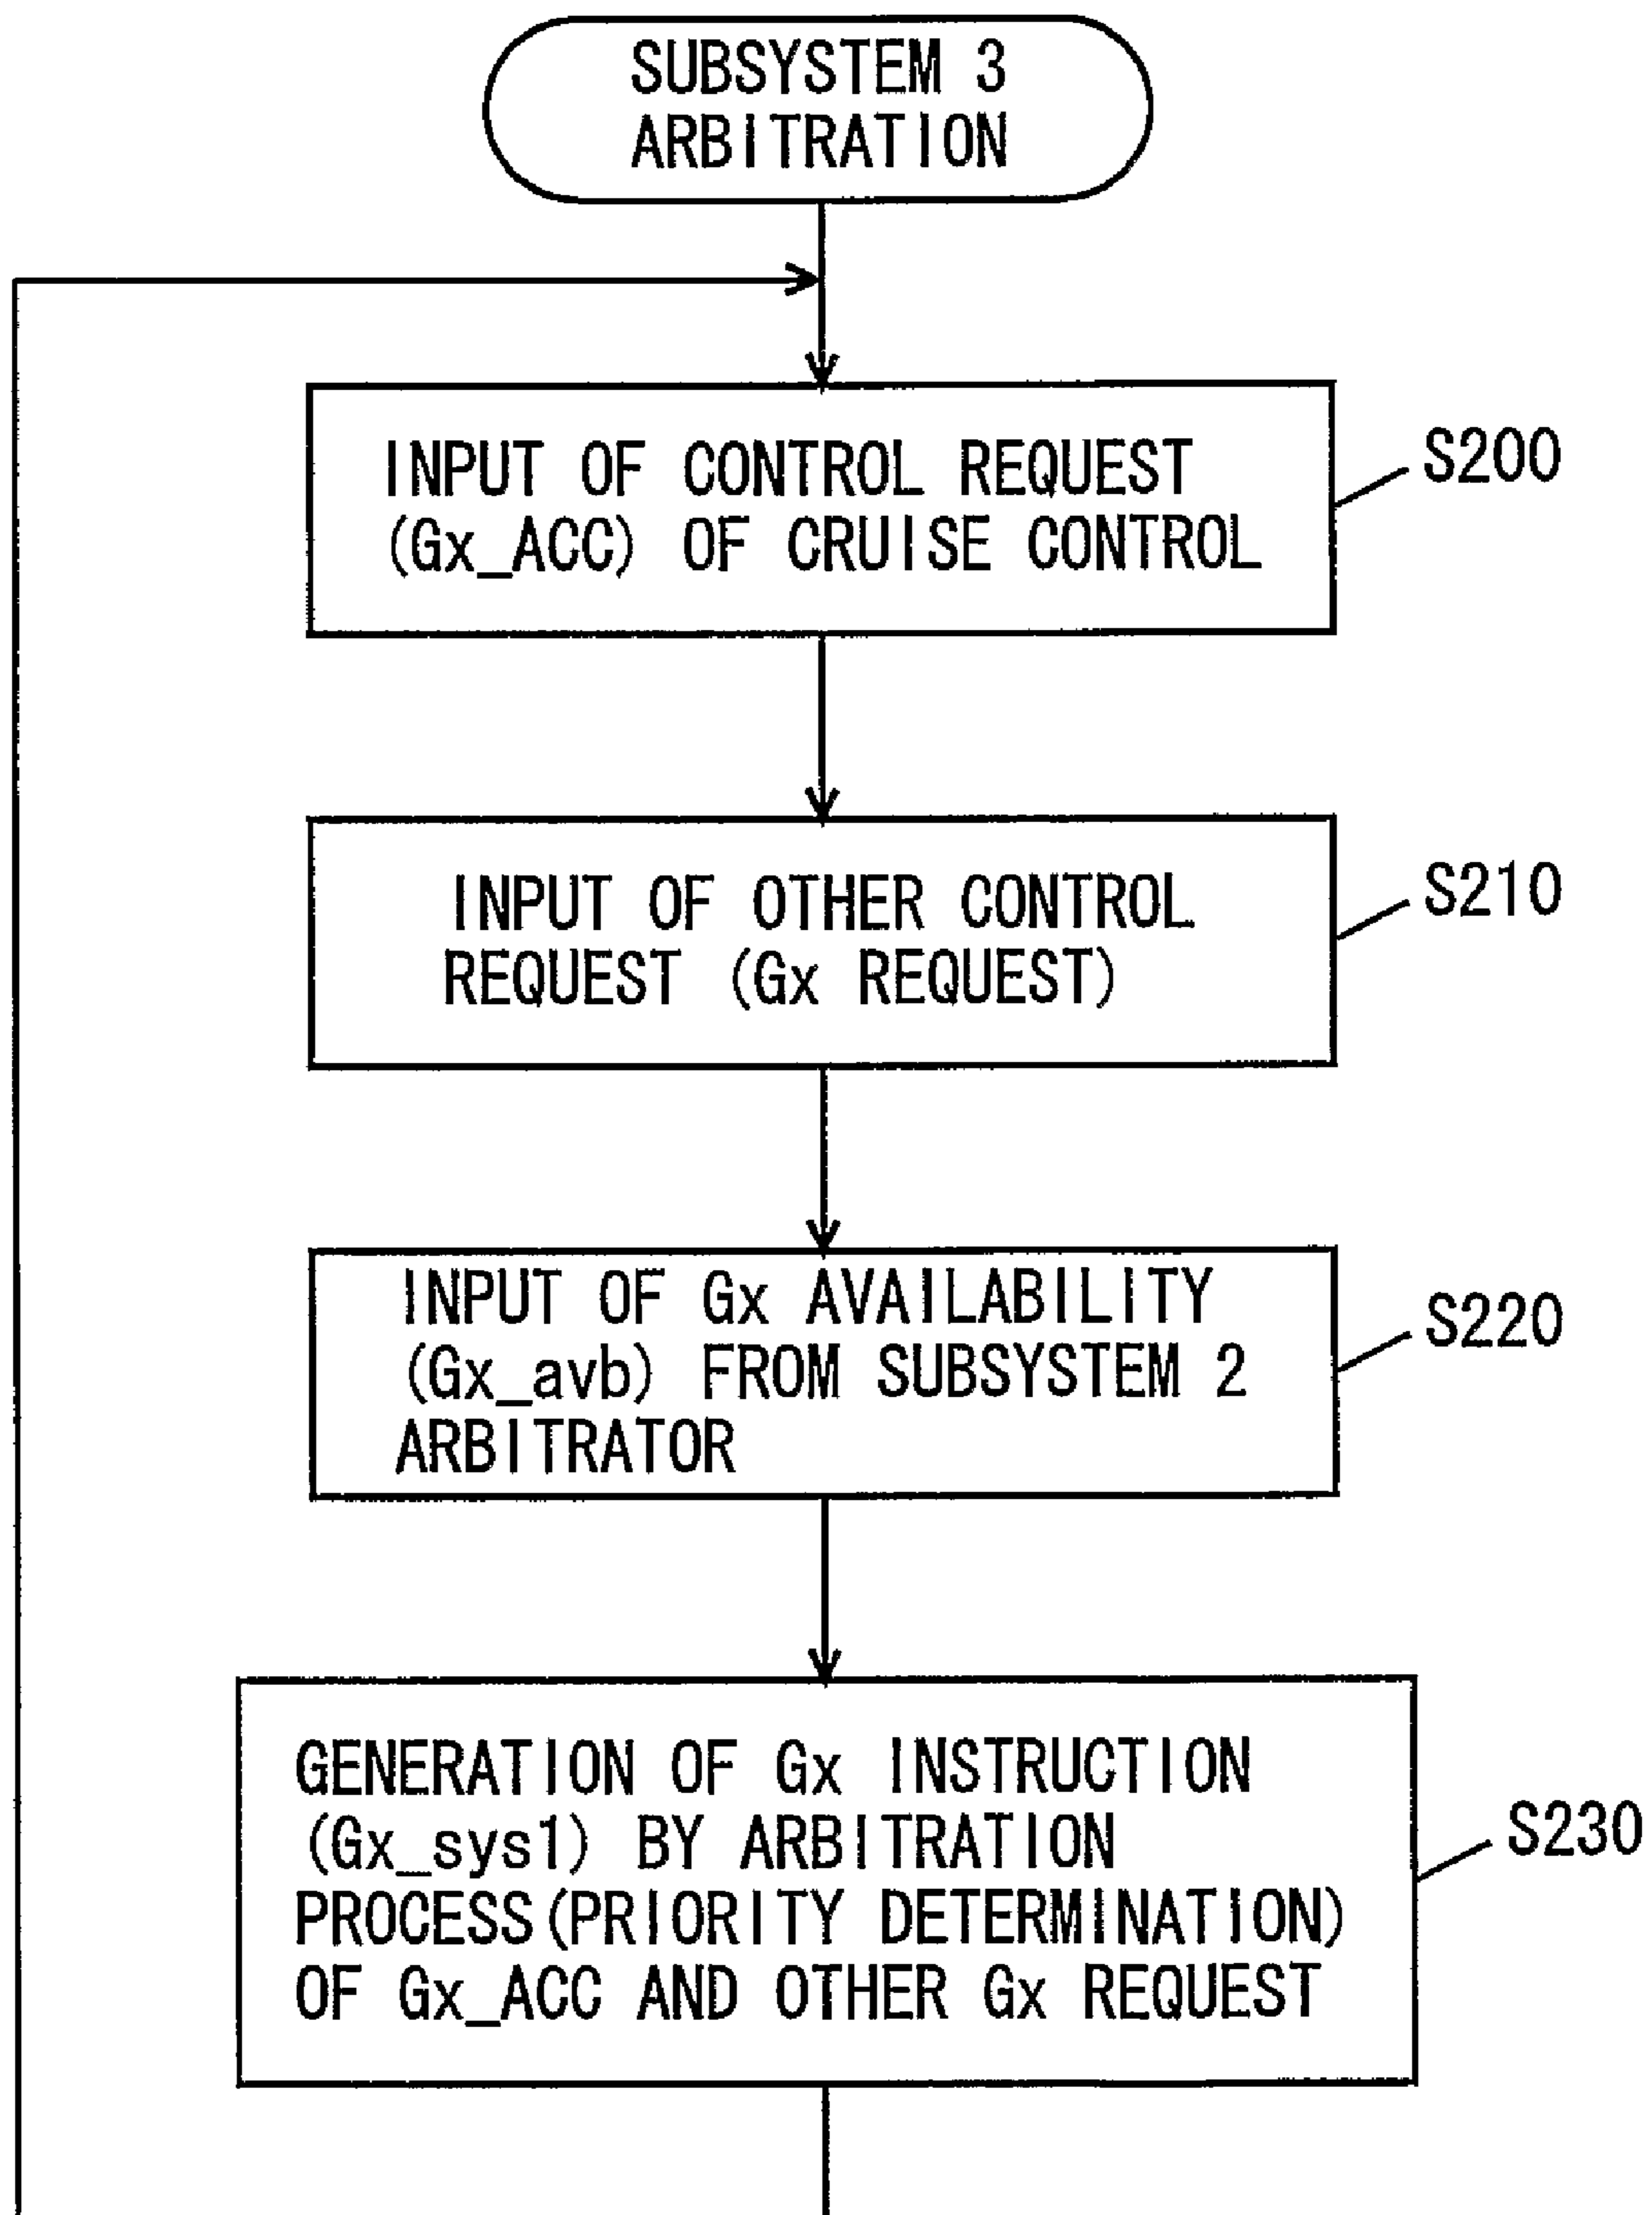 SUBSYSTEM 3
ARBITRATION
INPUT OF CONTROL REQUEST
(Gx_ACC) OF CRUISE CONTROL
S200
INPUT OF OTHER CONTROL
REQUEST (Gx REQUEST)
S210
INPUT OF Gx AVAILABILITY
(Gx_avb) FROM SUBSYSTEM 2
ARBITRATOR
S220
GENERATION OF Gx INSTRUCTION
(Gx_sys1) BY ARBITRATION
PROCESS(PRIORITY DETERMINATION)
OF Gx_ACC AND OTHER Gx REQUEST
S230